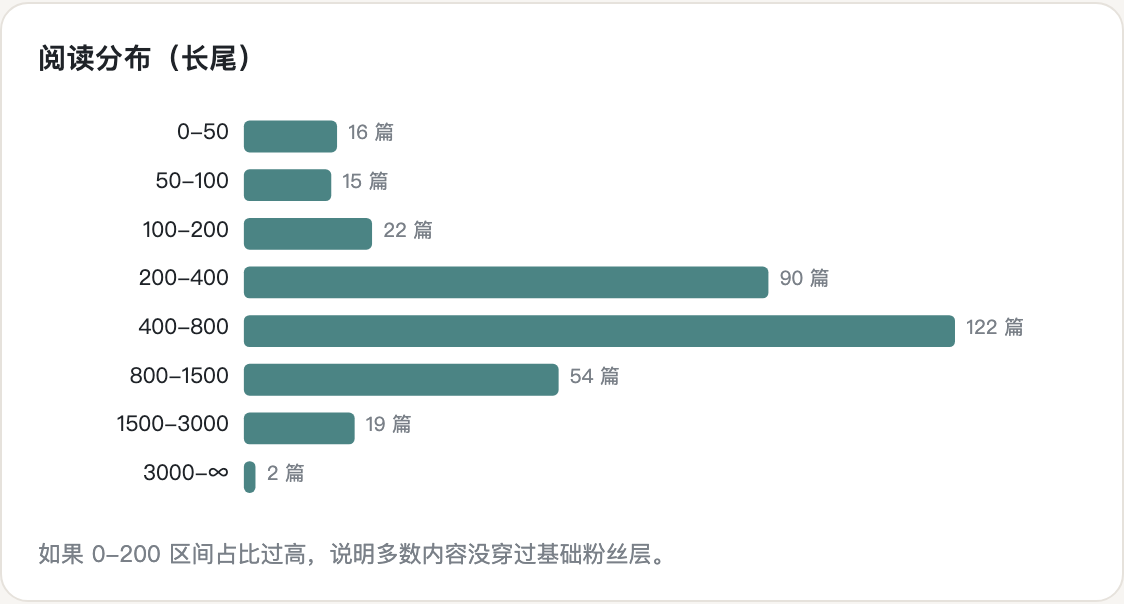 阅读分布（长尾）
0–50 16 篇
50–100 15 篇
100–200 22 篇
200–400 90 篇
400–800 122 篇
800–1500 54 篇
1500–3000 19 篇
3000–∞ 2 篇
如果 0–200 区间占比过高，说明多数内容没穿过基础粉丝层。